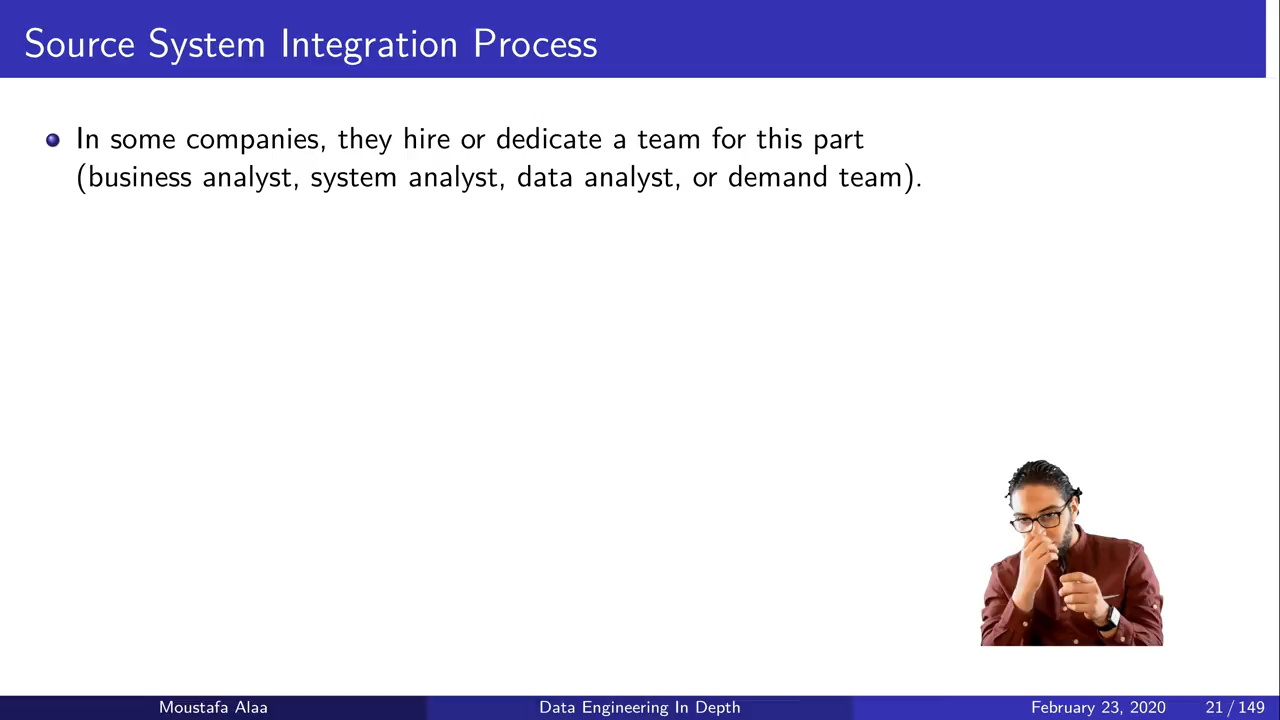 Source System Integration Process
In some companies, they hire or dedicate a team for this part
(business analyst, system analyst, data analyst, or demand team).
Moustafa Alaa
Data Engineering In Depth
February 23, 2020
21 / 149